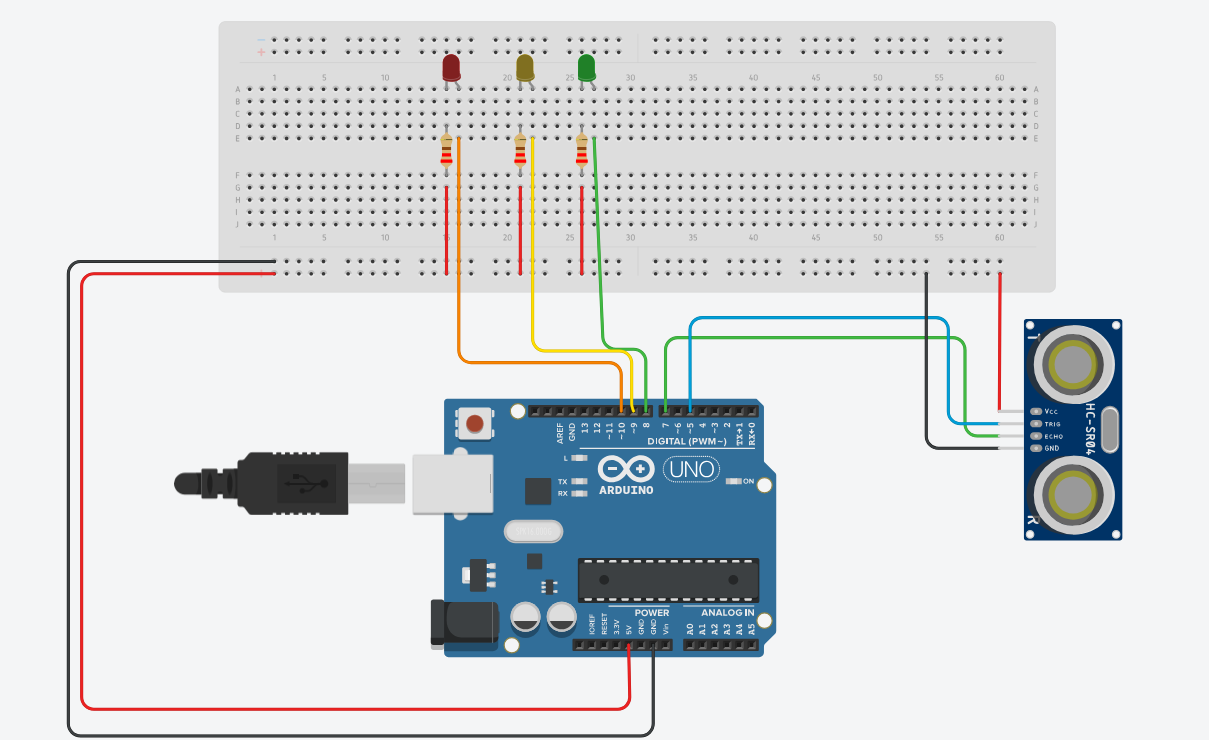 − −
+ +
1 5 10 15 20 25 30 35 40 45 50 55 60
A A
B B
C C
D D
E E
F F
G G
H H
I I
J J
1 5 10 15 20 25 30 35 40 45 50 55 60
AREF GND 13 12 ~11 ~10 ~9 8 7 ~6 ~5 4 ~3 2 TX→1 RX←0
DIGITAL (PWM~)
L
TX
RX
ARDUINO
UNO
ON
POWER
ANALOG IN
IOREF RESET 3.3V 5V GND GND Vin A0 A1 A2 A3 A4 A5
T
HC-SR04
Vcc
TRIG
ECHO
GND
R